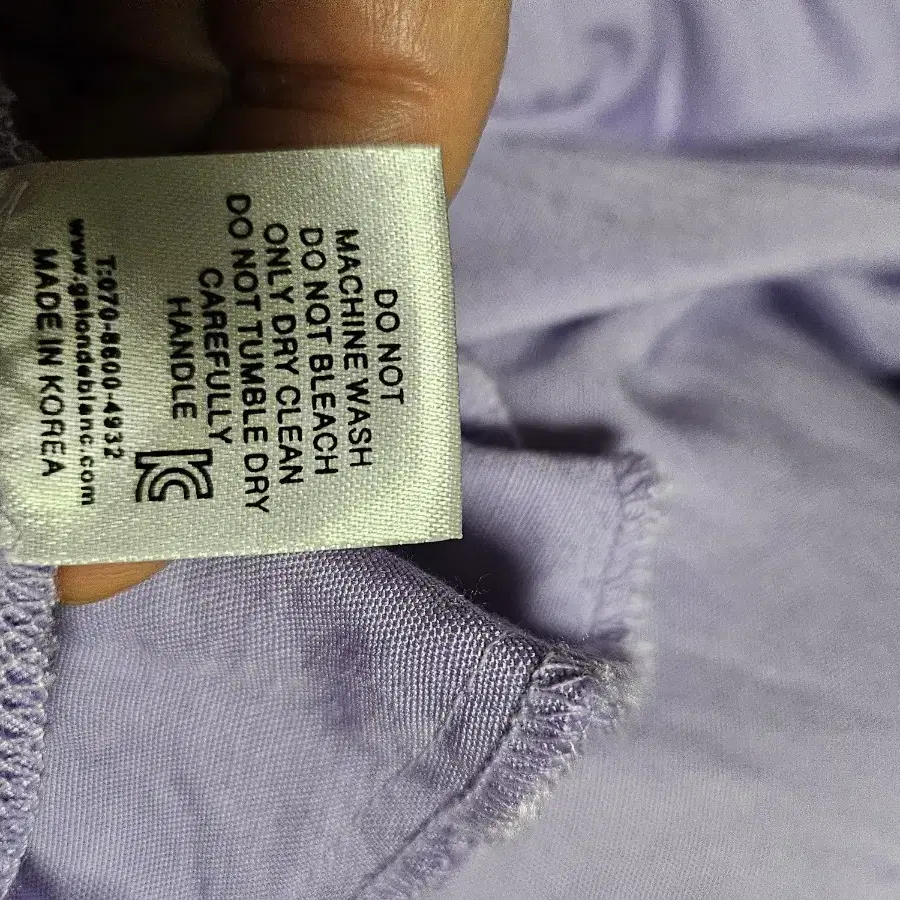 DO NOT
MACHINE WASH
DO NOT BLEACH
ONLY DRY CLEAN
DO NOT TUMBLE DRY
CAREFULLY
HANDLE
KC
T:070-8600-4932
www.galondeblanc.com
MADE IN KOREA